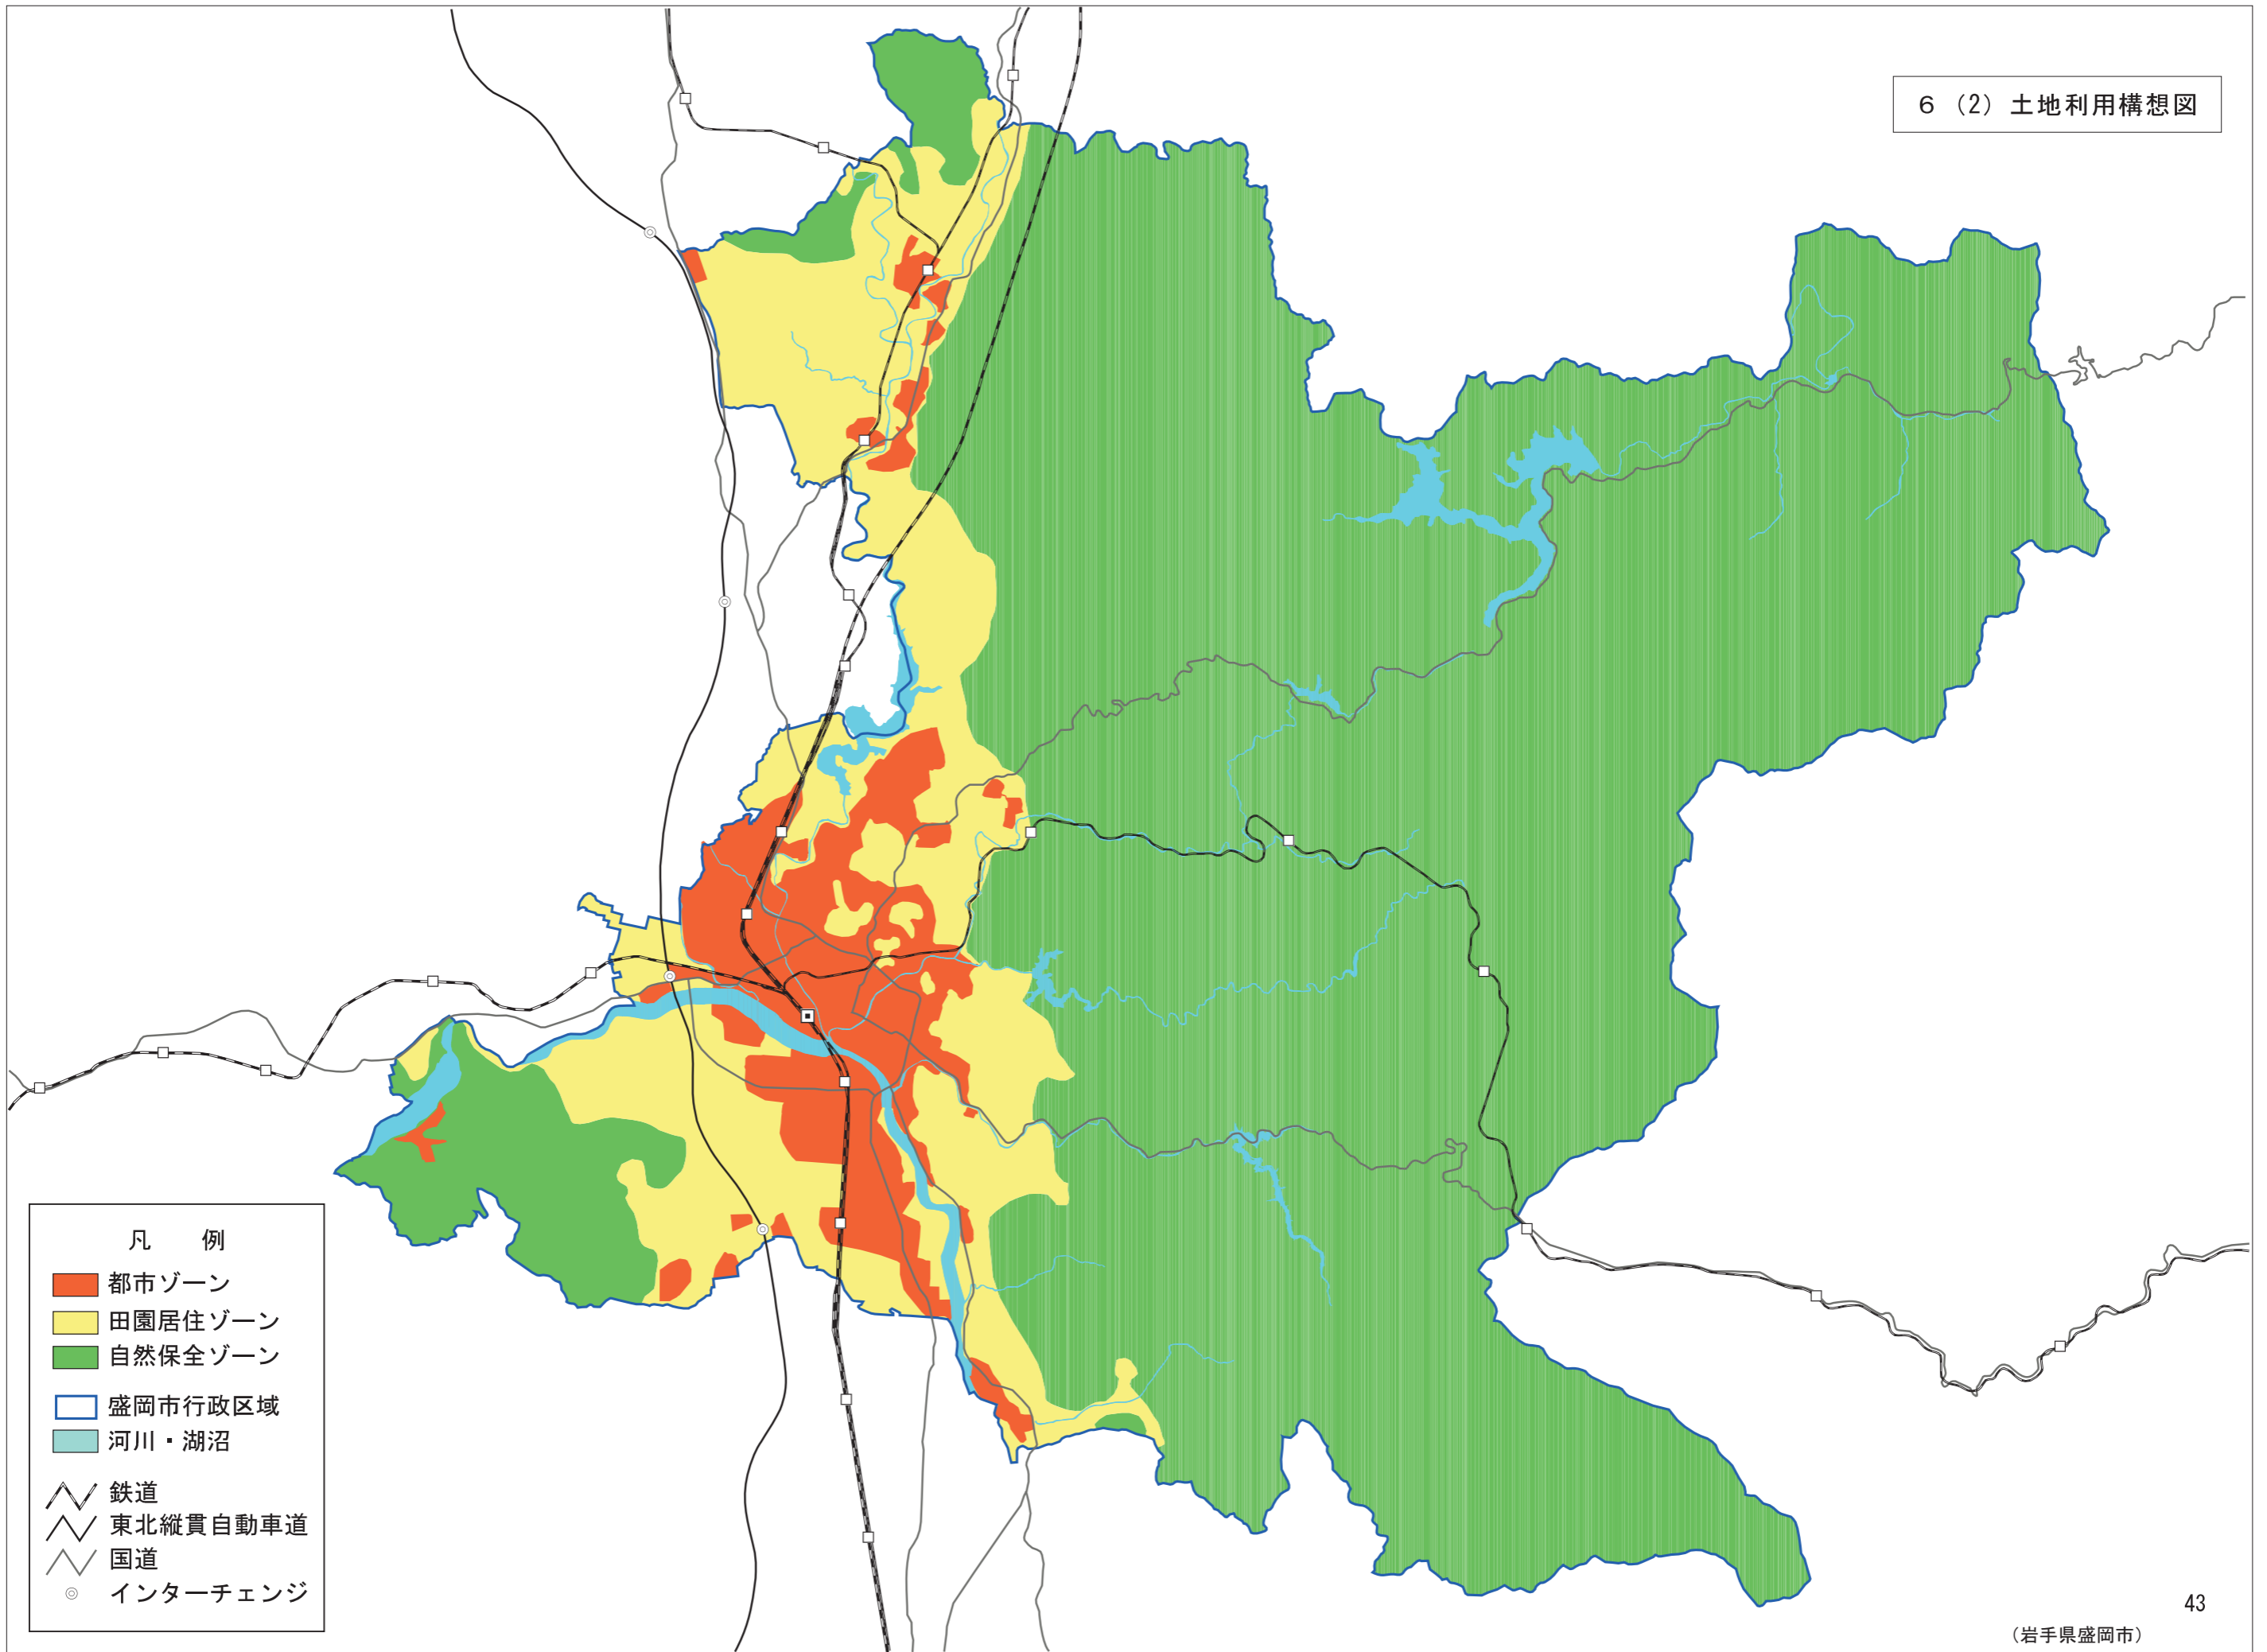 6 (2) 土地利用構想図
凡 例
都市ゾーン
田園居住ゾーン
自然保全ゾーン
盛岡市行政区域
河川・湖沼
鉄道
東北縦貫自動車道
国道
インターチェンジ
43
(岩手県盛岡市)